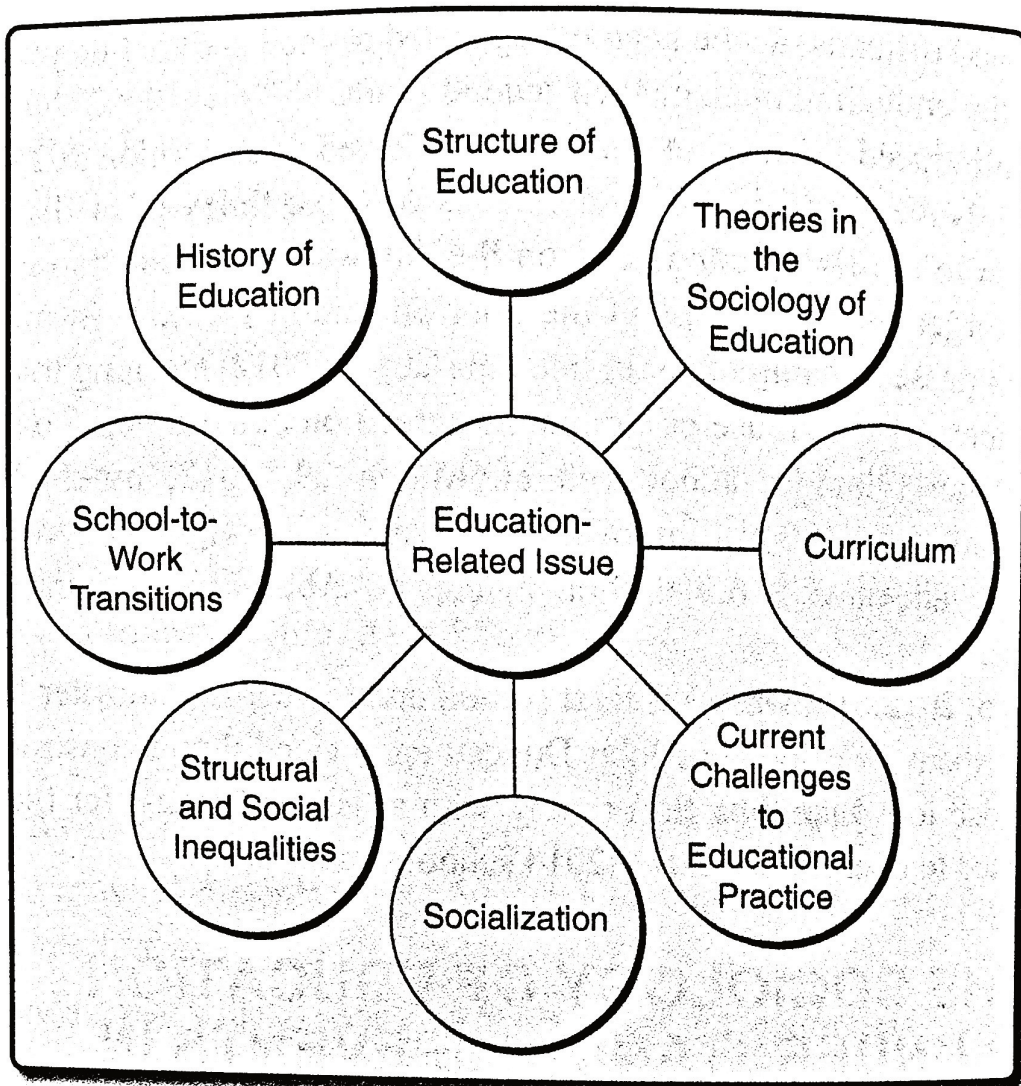 Structure of
Education
Theories in
the
Sociology of
Education
Curriculum
Current
Challenges
to
Educational
Practice
Socialization
Structural
and Social
Inequalities
School-to-
Work
Transitions
History of
Education
Education-
Related Issue